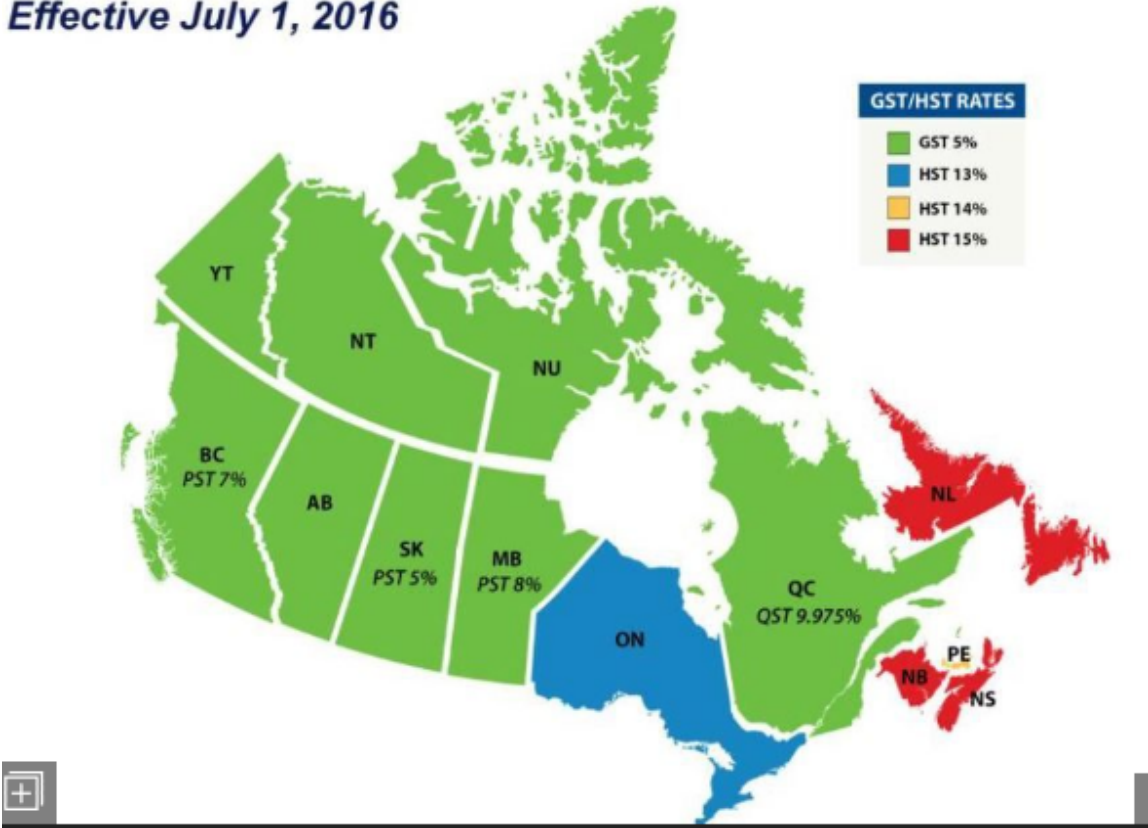 Effective July 1, 2016
GST/HST RATES
GST 5%
HST 13%
HST 14%
HST 15%
YT
NT
NU
BC
PST 7%
AB
SK
PST 5%
MB
PST 8%
ON
QC
QST 9.975%
NL
PE
NB
NS